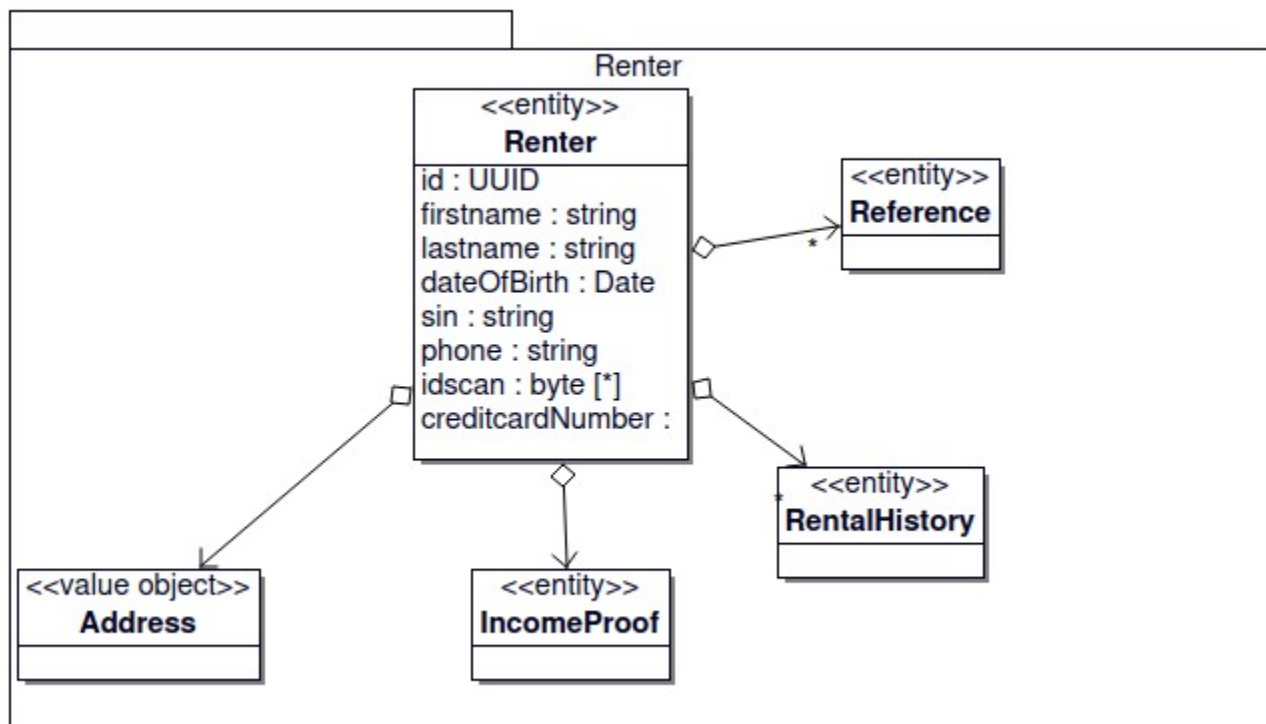 Renter
<<entity>>
Renter
id : UUID
firstname : string
lastname : string
dateOfBirth : Date
sin : string
phone : string
idscan : byte [*]
creditcardNumber :
<<entity>>
Reference
*
<<entity>>
RentalHistory
*
<<value object>>
Address
<<entity>>
IncomeProof